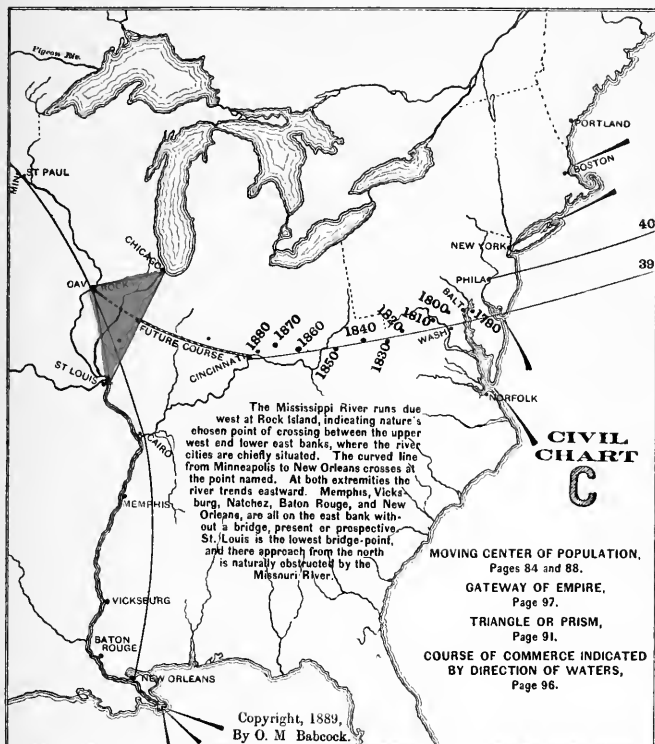 Pigeon Riv.
PORTLAND
ST PAUL
MIN
BOSTON
CHICAGO
NEW YORK
40
PHILA
39
DAV
ROCK
BALT
1780
1800
1810
1820
1830
1840
1850
1860
1870
1880
WASH
FUTURE COURSE
CINCINNATI
ST LOUIS
NORFOLK
The Mississippi River runs due
west at Rock Island, indicating nature's
chosen point of crossing between the upper
west end lower east banks, where the river
cities are chiefly situated. The curved line
from Minneapolis to New Orleans crosses at
the point named. At both extremities the
river trends eastward. Memphis, Vicks-
burg, Natchez, Baton Rouge, and New
Orleans, are all on the east bank with-
out a bridge, present or prospective.
St. Louis is the lowest bridge-point,
and there approach from the north
is naturally obstructed by the
Missouri River.
CAIRO
MEMPHIS
VICKSBURG
BATON
ROUGE
NEW ORLEANS
CIVIL
CHART
C
MOVING CENTER OF POPULATION,
Pages 84 and 88.
GATEWAY OF EMPIRE,
Page 97.
TRIANGLE OR PRISM,
Page 91.
COURSE OF COMMERCE INDICATED
BY DIRECTION OF WATERS,
Page 96.
Copyright, 1889,
By O. M Babcock.